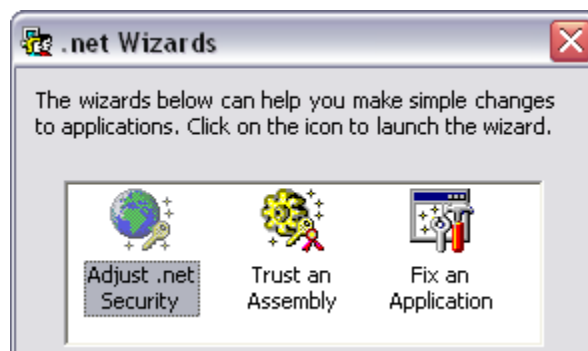 .net Wizards
The wizards below can help you make simple changes
to applications. Click on the icon to launch the wizard.
Adjust .net
Security
Trust an
Assembly
Fix an
Application